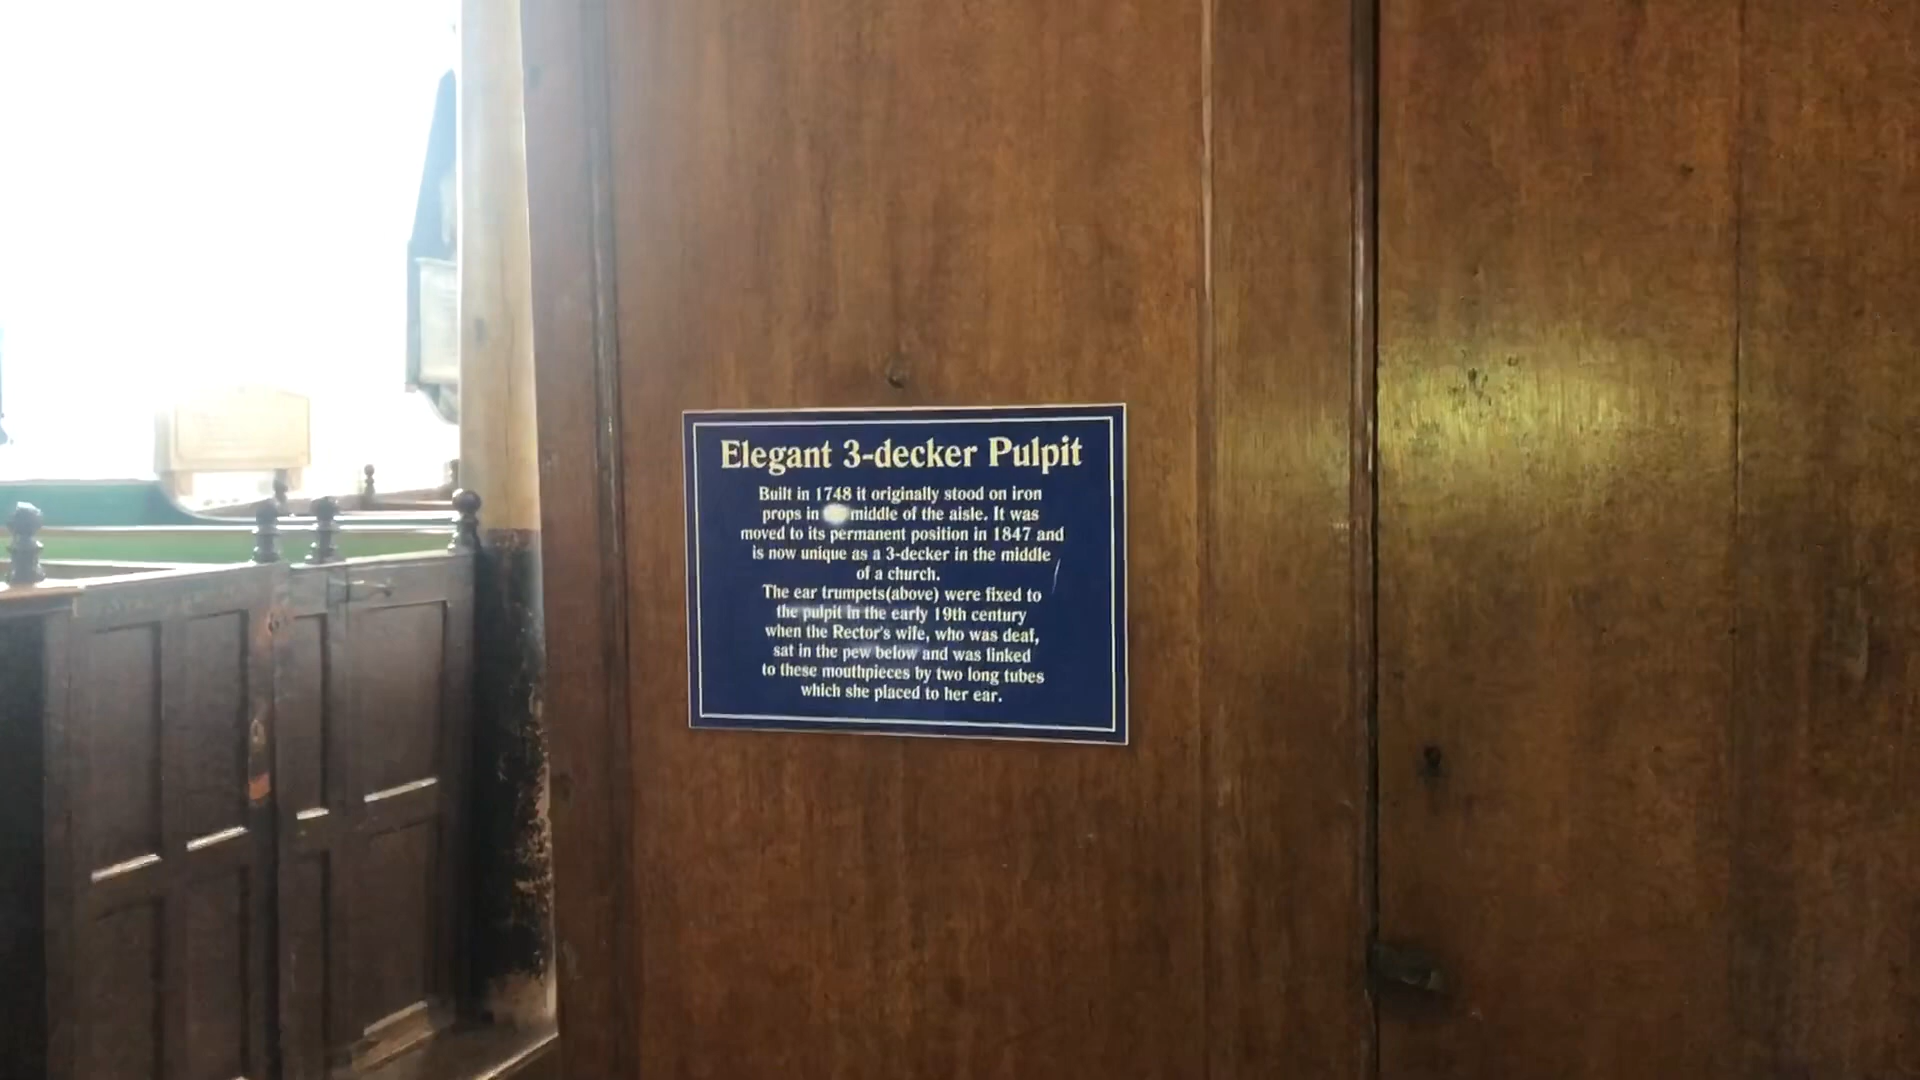 Elegant 3-decker Pulpit
Built in 1748 it originally stood on iron
props in middle of the aisle. It was
moved to its permanent position in 1847 and
is now unique as a 3-decker in the middle
of a church.
The ear trumpets(above) were fixed to
the pulpit in the early 19th century
when the Rector's wife, who was deaf,
sat in the pew below and was linked
to these mouthpieces by two long tubes
which she placed to her ear.